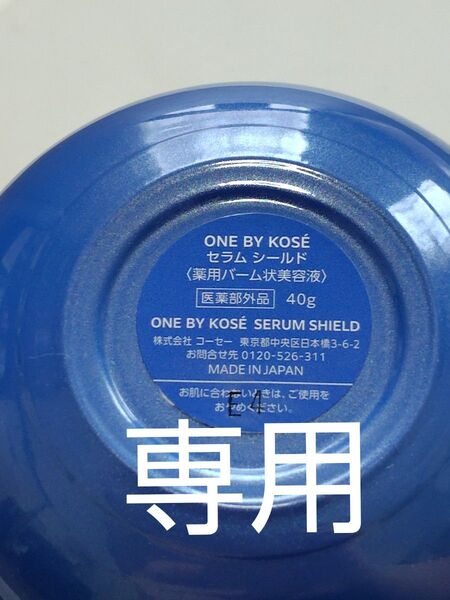 ONE BY KOSÉ
セラム シールド
〈薬用バーム状美容液〉
医薬部外品 40g
ONE BY KOSÉ SERUM SHIELD
株式会社 コーセー 東京都中央区日本橋3-6-2
お問合せ先 0120-526-311
MADE IN JAPAN
お肌に合わないときは、ご使用を
おやめください。
E4
専用